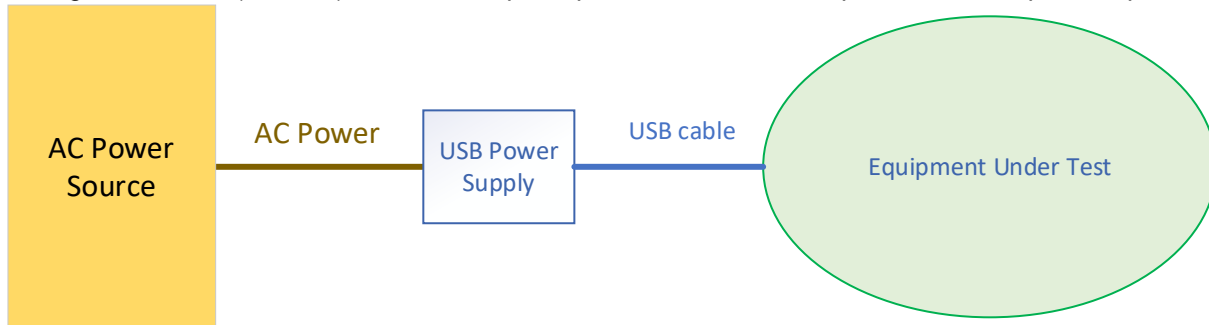 AC Power
Source
AC Power
USB Power
Supply
USB cable
Equipment Under Test